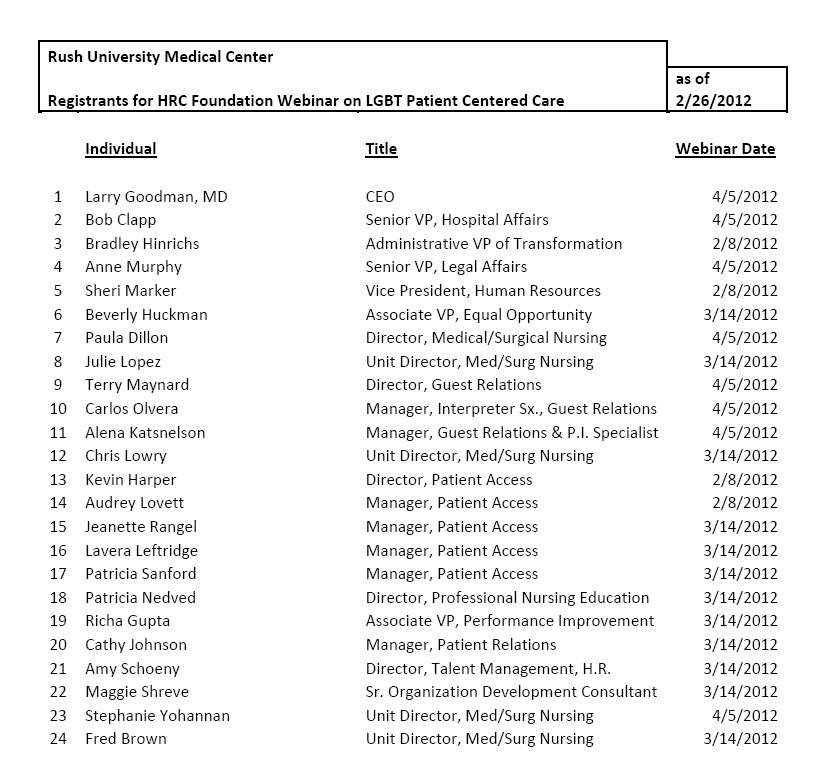 Rush University Medical Center
as of
Registrants for HRC Foundation Webinar on LGBT Patient Centered Care 2/26/2012
Individual Title Webinar Date
1 Larry Goodman, MD CEO 4/5/2012
2 Bob Clapp Senior VP, Hospital Affairs 4/5/2012
3 Bradley Hinrichs Administrative VP of Transformation 2/8/2012
4 Anne Murphy Senior VP, Legal Affairs 4/5/2012
5 Sheri Marker Vice President, Human Resources 2/8/2012
6 Beverly Huckman Associate VP, Equal Opportunity 3/14/2012
7 Paula Dillon Director, Medical/Surgical Nursing 4/5/2012
8 Julie Lopez Unit Director, Med/Surg Nursing 3/14/2012
9 Terry Maynard Director, Guest Relations 4/5/2012
10 Carlos Olvera Manager, Interpreter Sx., Guest Relations 4/5/2012
11 Alena Katsnelson Manager, Guest Relations & P.I. Specialist 4/5/2012
12 Chris Lowry Unit Director, Med/Surg Nursing 3/14/2012
13 Kevin Harper Director, Patient Access 2/8/2012
14 Audrey Lovett Manager, Patient Access 2/8/2012
15 Jeanette Rangel Manager, Patient Access 3/14/2012
16 Lavera Leftridge Manager, Patient Access 3/14/2012
17 Patricia Sanford Manager, Patient Access 3/14/2012
18 Patricia Nedved Director, Professional Nursing Education 3/14/2012
19 Richa Gupta Associate VP, Performance Improvement 3/14/2012
20 Cathy Johnson Manager, Patient Relations 3/14/2012
21 Amy Schoeny Director, Talent Management, H.R. 3/14/2012
22 Maggie Shreve Sr. Organization Development Consultant 3/14/2012
23 Stephanie Yohannan Unit Director, Med/Surg Nursing 4/5/2012
24 Fred Brown Unit Director, Med/Surg Nursing 3/14/2012